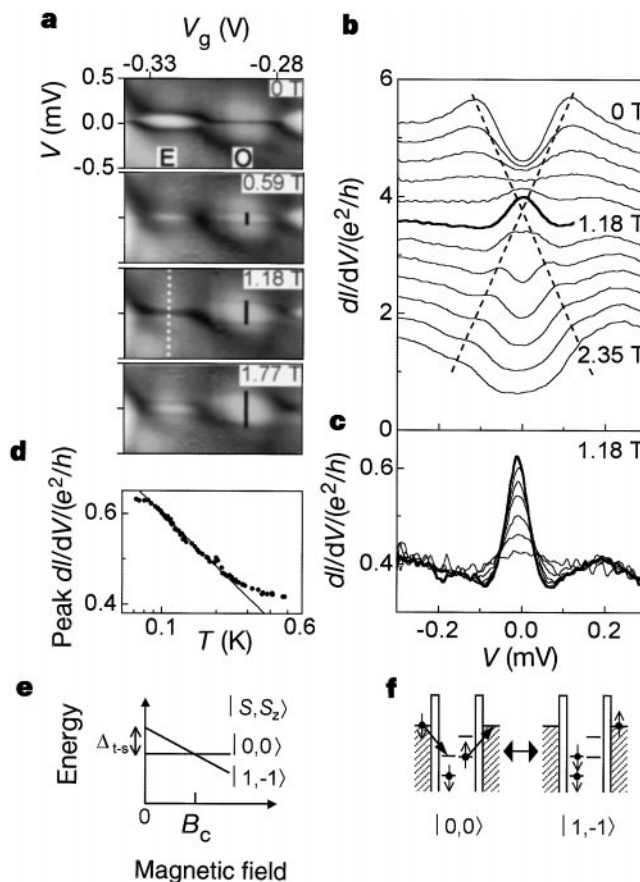 a
V_g (V)
-0.33 -0.28
V (mV)
0.5
0.0
-0.5
0 T
E O
0.59 T
1.18 T
1.77 T
b
dI/dV/(e²/h)
6
4
2
0
0 T
1.18 T
2.35 T
c
1.18 T
dI/dV/(e²/h)
0.6
0.4
-0.2 0.0 0.2
V (mV)
d
Peak dI/dV/(e²/h)
0.6
0.4
0.1 0.6
T (K)
e
Energy
Δ_t-s
|S,S_z⟩
|0,0⟩
|1,-1⟩
0
B_c
Magnetic field
f
|0,0⟩ |1,-1⟩